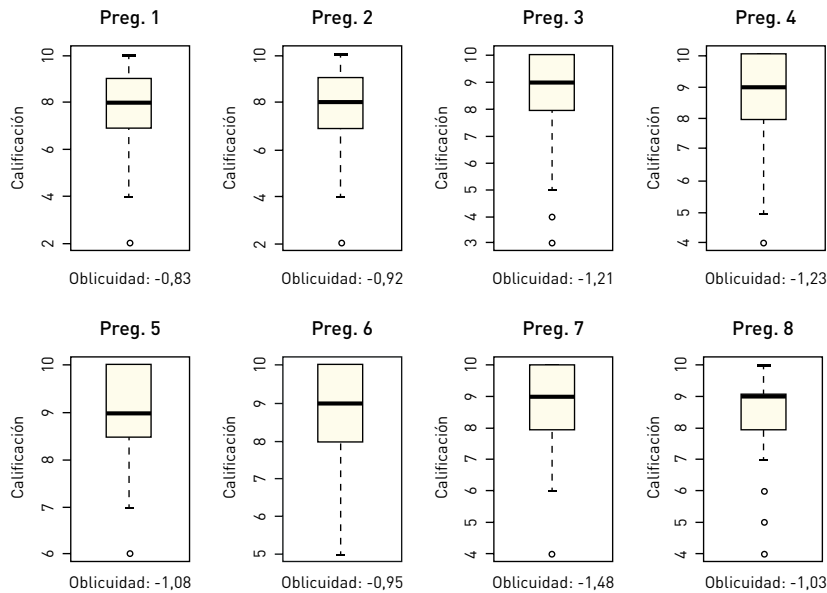 Preg. 1
Calificación
10
8
6
4
2
Oblicuidad: -0,83
Preg. 2
Calificación
10
8
6
4
2
Oblicuidad: -0,92
Preg. 3
Calificación
10
9
8
7
6
5
4
3
Oblicuidad: -1,21
Preg. 4
Calificación
10
9
8
7
6
5
4
Oblicuidad: -1,23
Preg. 5
Calificación
10
9
8
7
6
Oblicuidad: -1,08
Preg. 6
Calificación
10
9
8
7
6
5
Oblicuidad: -0,95
Preg. 7
Calificación
10
9
8
7
6
5
4
Oblicuidad: -1,48
Preg. 8
Calificación
10
9
8
7
6
5
4
Oblicuidad: -1,03